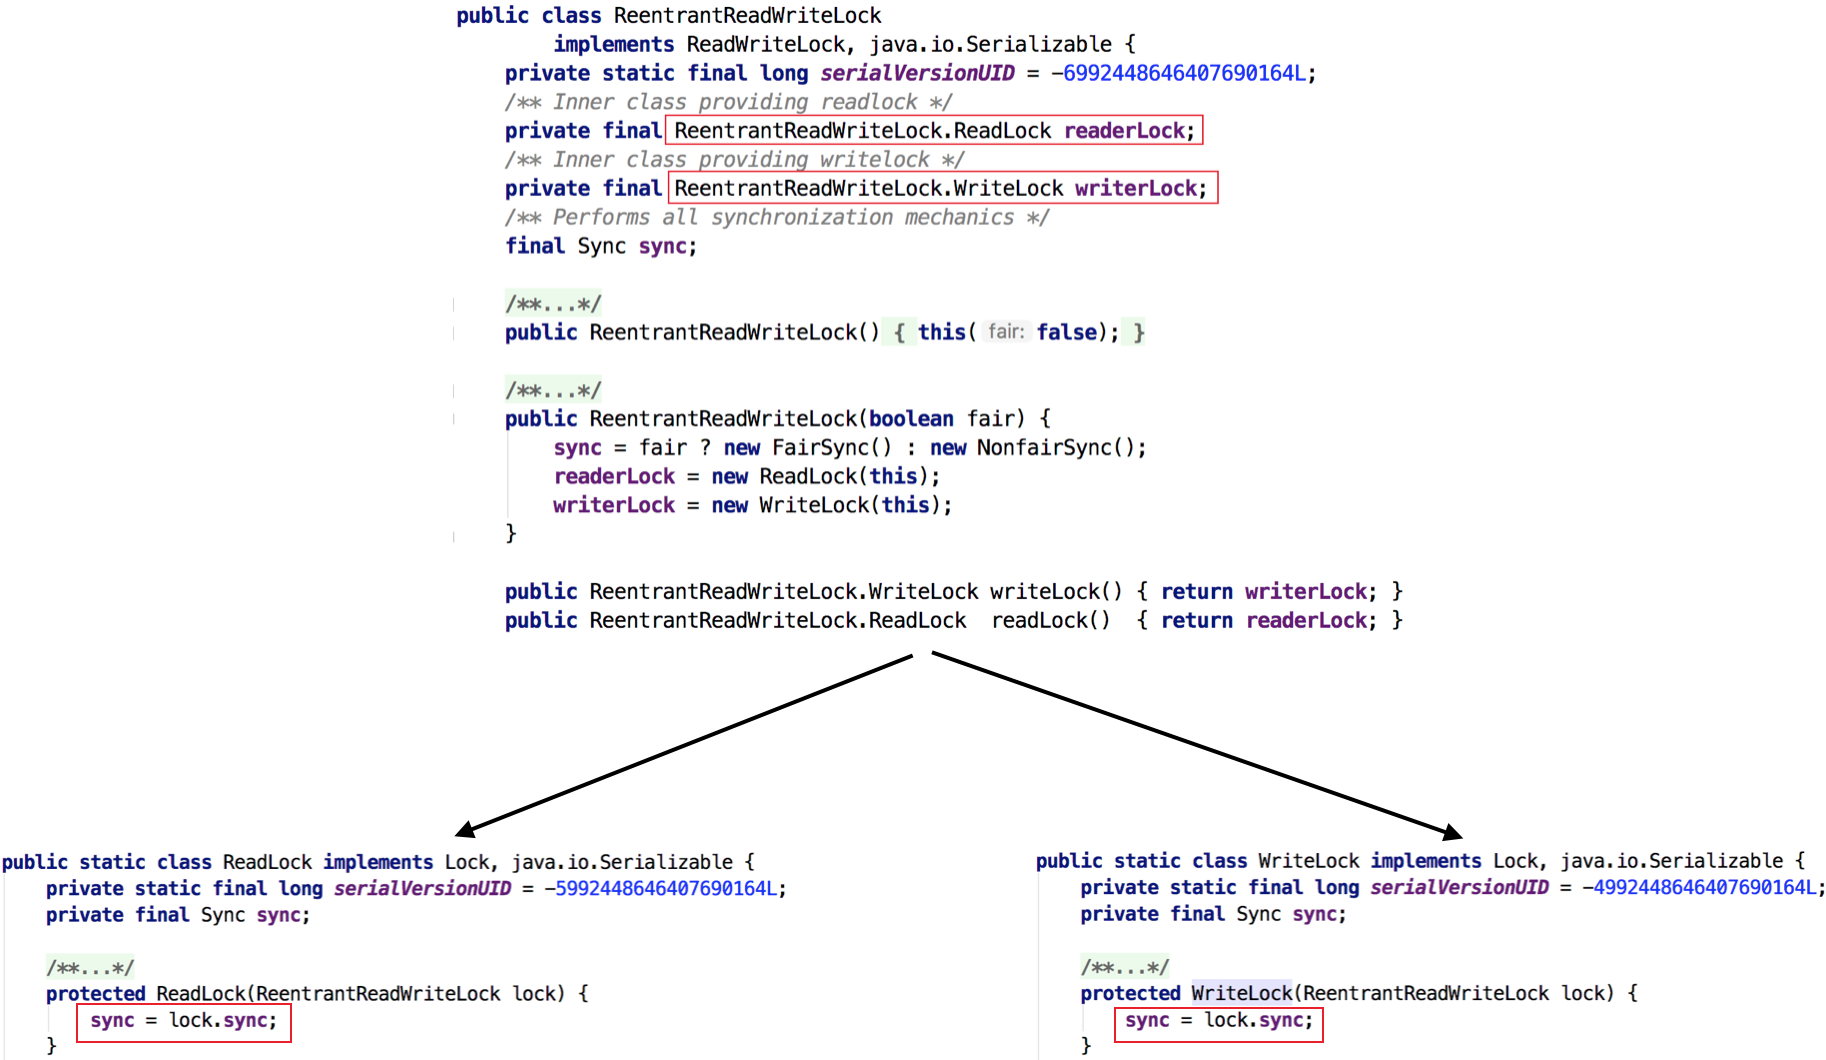 public class ReentrantReadWriteLock
        implements ReadWriteLock, java.io.Serializable {
    private static final long serialVersionUID = -6992448646407690164L;
    /** Inner class providing readlock */
    private final ReentrantReadWriteLock.ReadLock readerLock;
    /** Inner class providing writelock */
    private final ReentrantReadWriteLock.WriteLock writerLock;
    /** Performs all synchronization mechanics */
    final Sync sync;
    /**...*/
    public ReentrantReadWriteLock() { this( fair: false); }
    /**...*/
    public ReentrantReadWriteLock(boolean fair) {
        sync = fair ? new FairSync() : new NonfairSync();
        readerLock = new ReadLock(this);
        writerLock = new WriteLock(this);
    }
    public ReentrantReadWriteLock.WriteLock writeLock() { return writerLock; }
    public ReentrantReadWriteLock.ReadLock  readLock()  { return readerLock; }
public static class ReadLock implements Lock, java.io.Serializable {
    private static final long serialVersionUID = -5992448646407690164L;
    private final Sync sync;
    /**...*/
    protected ReadLock(ReentrantReadWriteLock lock) {
        sync = lock.sync;
    }
public static class WriteLock implements Lock, java.io.Serializable {
    private static final long serialVersionUID = -4992448646407690164L;
    private final Sync sync;
    /**...*/
    protected WriteLock(ReentrantReadWriteLock lock) {
        sync = lock.sync;
    }